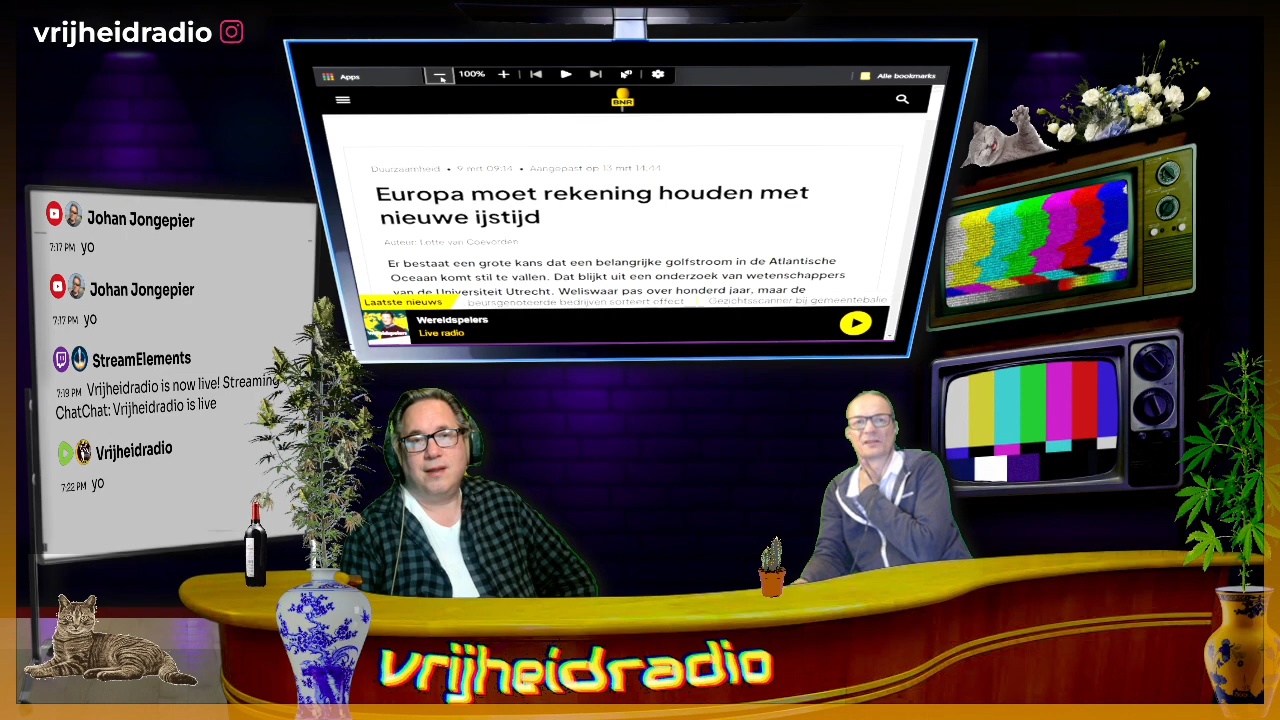 vrijheidradio
Apps
100%
Alle bookmarks
BNR
Duurzaamheid • 9 mrt 09:14 • Aangepast op 13 mrt 14:44
Europa moet rekening houden met
nieuwe ijstijd
Auteur: Lotte van Coevorden
Er bestaat een grote kans dat een belangrijke golfstroom in de Atlantische
Oceaan komt stil te vallen. Dat blijkt uit een onderzoek van wetenschappers
van de Universiteit Utrecht. Weliswaar pas over honderd jaar, maar de
Laatste nieuws beursgenoteerde bedrijven sorteert effect Gezichtsscanner bij gemeentebalie
Wereldspelers
Live radio
Johan Jongepier
7:17 PM yo
Johan Jongepier
7:17 PM yo
StreamElements
7:19 PM Vrijheidradio is now live! Streaming
ChatChat: Vrijheidradio is live
Vrijheidradio
7:22 PM yo
vrijheidradio